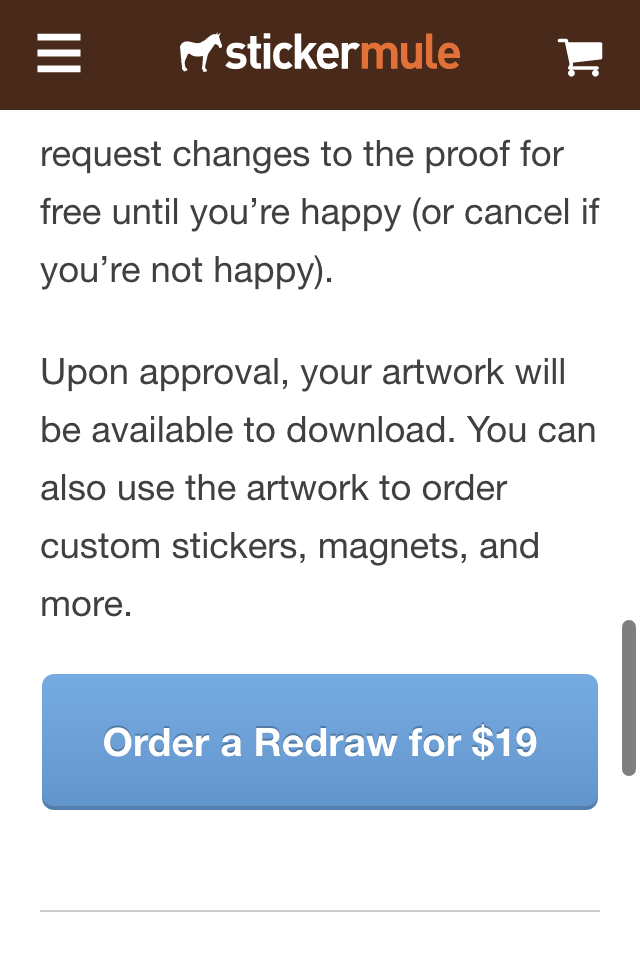 stickermule
request changes to the proof for
free until you’re happy (or cancel if
you’re not happy).
Upon approval, your artwork will
be available to download. You can
also use the artwork to order
custom stickers, magnets, and
more.
Order a Redraw for $19